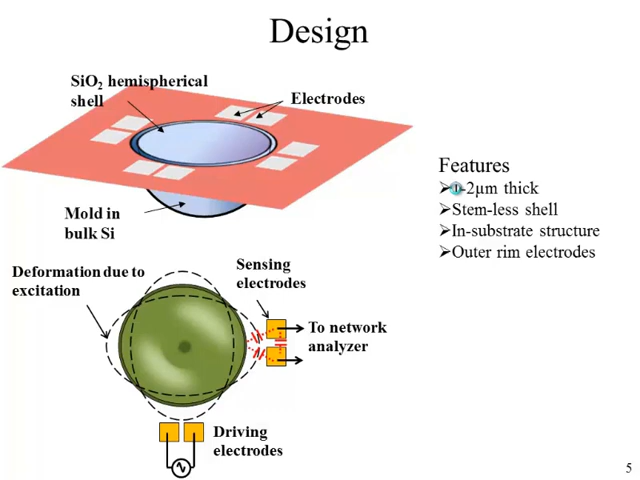 Design
SiO₂ hemispherical
shell
Electrodes
Mold in
bulk Si
Features
➢1-2μm thick
➢Stem-less shell
➢In-substrate structure
➢Outer rim electrodes
Deformation due to
excitation
Sensing
electrodes
To network
analyzer
Driving
electrodes
5